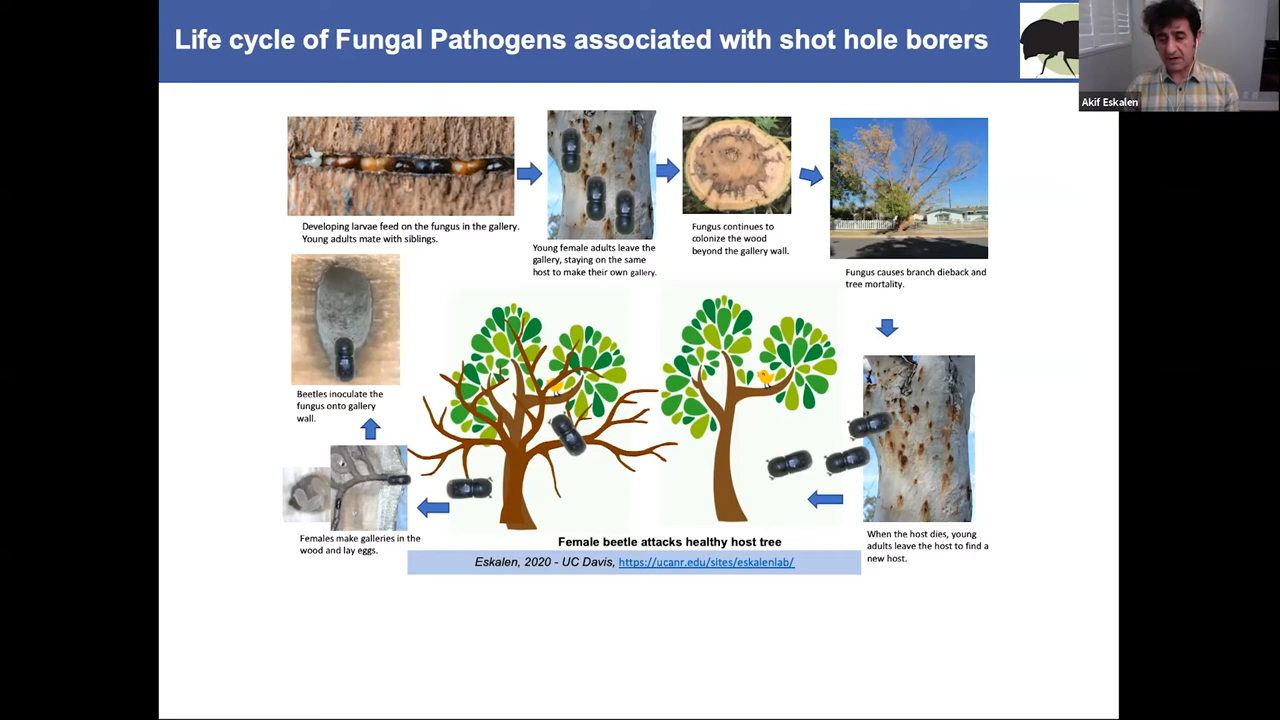 Life cycle of Fungal Pathogens associated with shot hole borers
Akif Eskalen
Developing larvae feed on the fungus in the gallery.
Young adults mate with siblings.
Young female adults leave the
gallery, staying on the same
host to make their own gallery.
Fungus continues to
colonize the wood
beyond the gallery wall.
Fungus causes branch dieback and
tree mortality.
Beetles inoculate the
fungus onto gallery
wall.
Females make galleries in the
wood and lay eggs.
When the host dies, young
adults leave the host to find a
new host.
Female beetle attacks healthy host tree
Eskalen, 2020 - UC Davis, https://ucanr.edu/sites/eskalenlab/